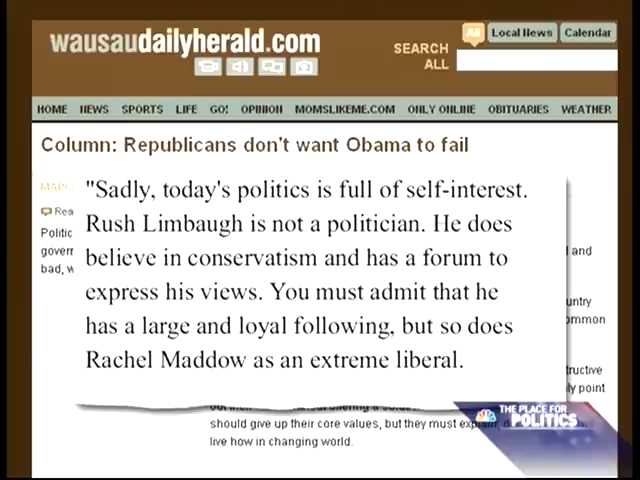 wausaudailyherald.com
All
Local News
Calendar
SEARCH
ALL
HOME NEWS SPORTS LIFE GO! OPINION MOMSLIKEME.COM ONLY ONLINE OBITUARIES WEATHER
Column: Republicans don't want Obama to fail
"Sadly, today's politics is full of self-interest.
Rush Limbaugh is not a politician. He does
believe in conservatism and has a forum to
express his views. You must admit that he
has a large and loyal following, but so does
Rachel Maddow as an extreme liberal.
THE PLACE FOR
POLITICS
should give up their core values, but they must
live how in changing world.